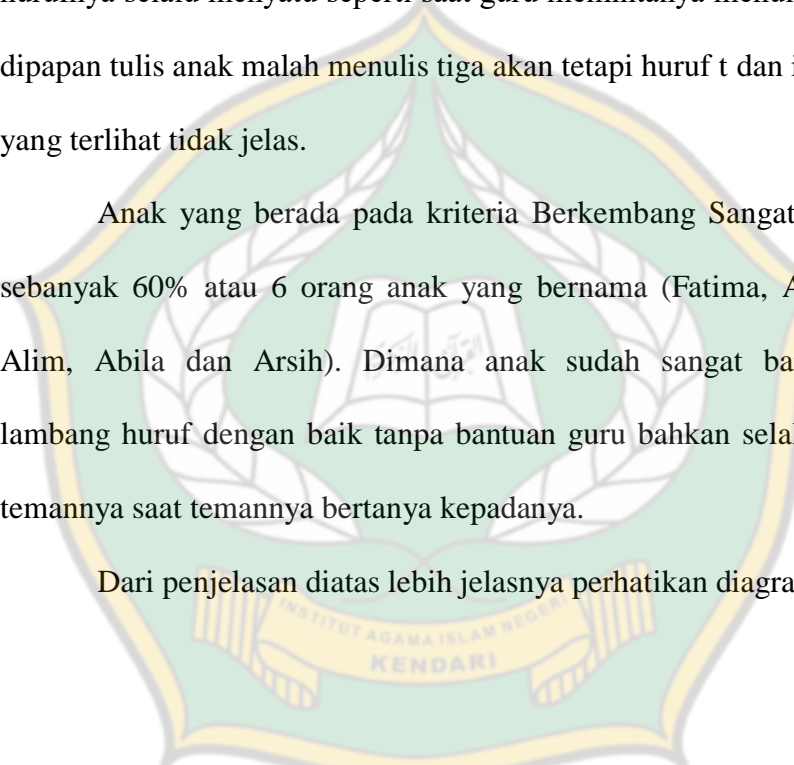 dipapan tulis anak malah menulis tiga akan tetapi huruf t dan i
yang terlihat tidak jelas.
Anak yang berada pada kriteria Berkembang Sangat
sebanyak 60% atau 6 orang anak yang bernama (Fatima, A
Alim, Abila dan Arsih). Dimana anak sudah sangat ba
lambang huruf dengan baik tanpa bantuan guru bahkan sela
temannya saat temannya bertanya kepadanya.
Dari penjelasan diatas lebih jelasnya perhatikan diagra
INSTITUT AGAMA ISLAM NEGERI
KENDARI